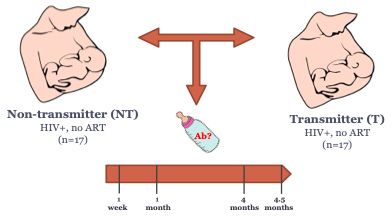 Non-transmitter (NT)
HIV+, no ART
(n=17)
Transmitter (T)
HIV+, no ART
(n=17)
Ab?
1 week
1 month
4 months
4-5 months